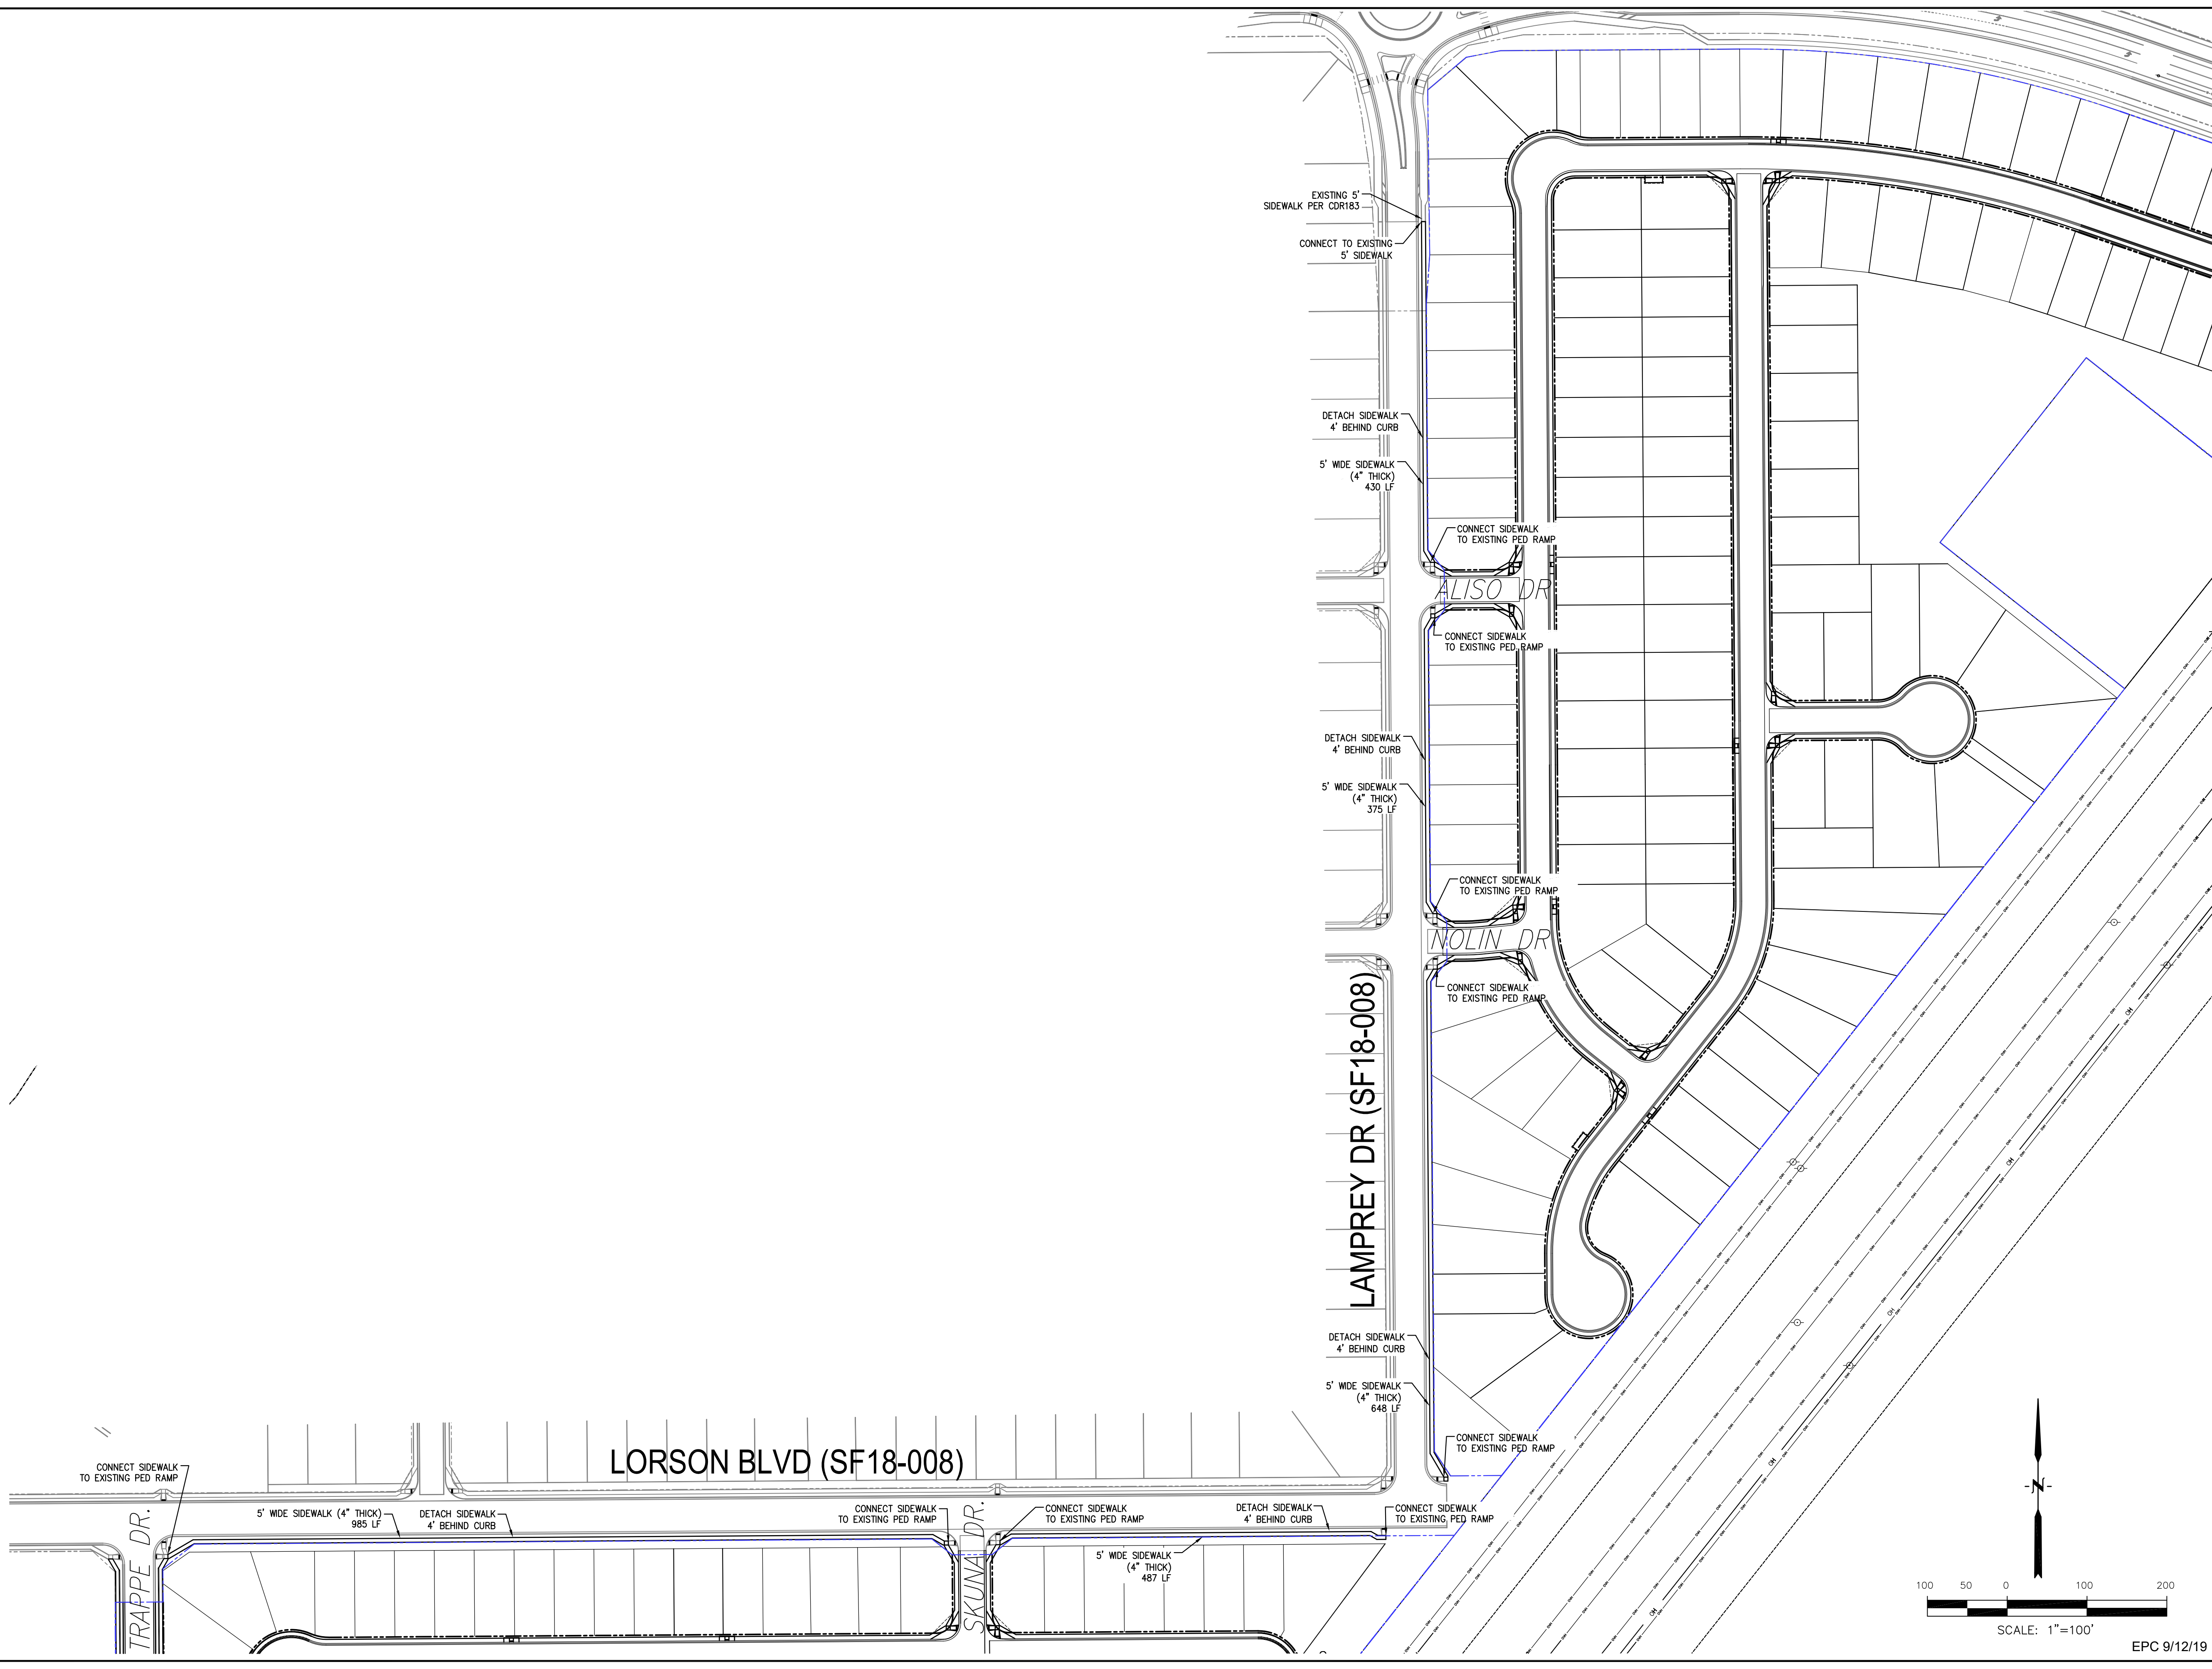 EXISTING 5'
SIDEWALK PER CDR183
CONNECT TO EXISTING
5' SIDEWALK
DETACH SIDEWALK
4' BEHIND CURB
5' WIDE SIDEWALK
(4" THICK)
430 LF
CONNECT SIDEWALK
TO EXISTING PED RAMP
ALISO DR
CONNECT SIDEWALK
TO EXISTING PED RAMP
DETACH SIDEWALK
4' BEHIND CURB
5' WIDE SIDEWALK
(4" THICK)
375 LF
CONNECT SIDEWALK
TO EXISTING PED RAMP
NOLIN DR
CONNECT SIDEWALK
TO EXISTING PED RAMP
LAMPREY DR (SF18-008)
DETACH SIDEWALK
4' BEHIND CURB
5' WIDE SIDEWALK
(4" THICK)
648 LF
CONNECT SIDEWALK
TO EXISTING PED RAMP
LORSON BLVD (SF18-008)
CONNECT SIDEWALK
TO EXISTING PED RAMP
TRAPPE DR.
5' WIDE SIDEWALK (4" THICK)
985 LF
DETACH SIDEWALK
4' BEHIND CURB
CONNECT SIDEWALK
TO EXISTING PED RAMP
SKUNA DR.
CONNECT SIDEWALK
TO EXISTING PED RAMP
DETACH SIDEWALK
4' BEHIND CURB
CONNECT SIDEWALK
TO EXISTING PED RAMP
5' WIDE SIDEWALK
(4" THICK)
487 LF
OH
OH
OH
OH
OH
N
100 50 0 100 200
SCALE: 1"=100'
EPC 9/12/19